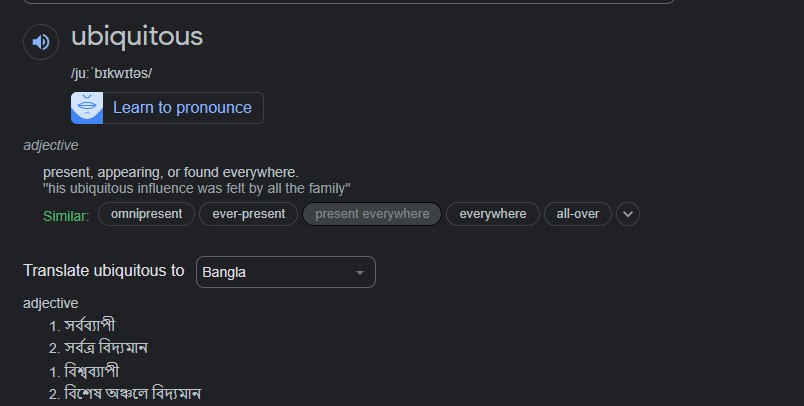 ubiquitous
/juːˈbɪkwɪtəs/
Learn to pronounce
adjective
present, appearing, or found everywhere.
"his ubiquitous influence was felt by all the family"
Similar: omnipresent ever-present present everywhere everywhere all-over
Translate ubiquitous to Bangla
adjective
1. সর্বব্যাপী
2. সর্বত্র বিদ্যমান
1. বিশ্বব্যাপী
2. বিশেষ অঞ্চলে বিদ্যমান